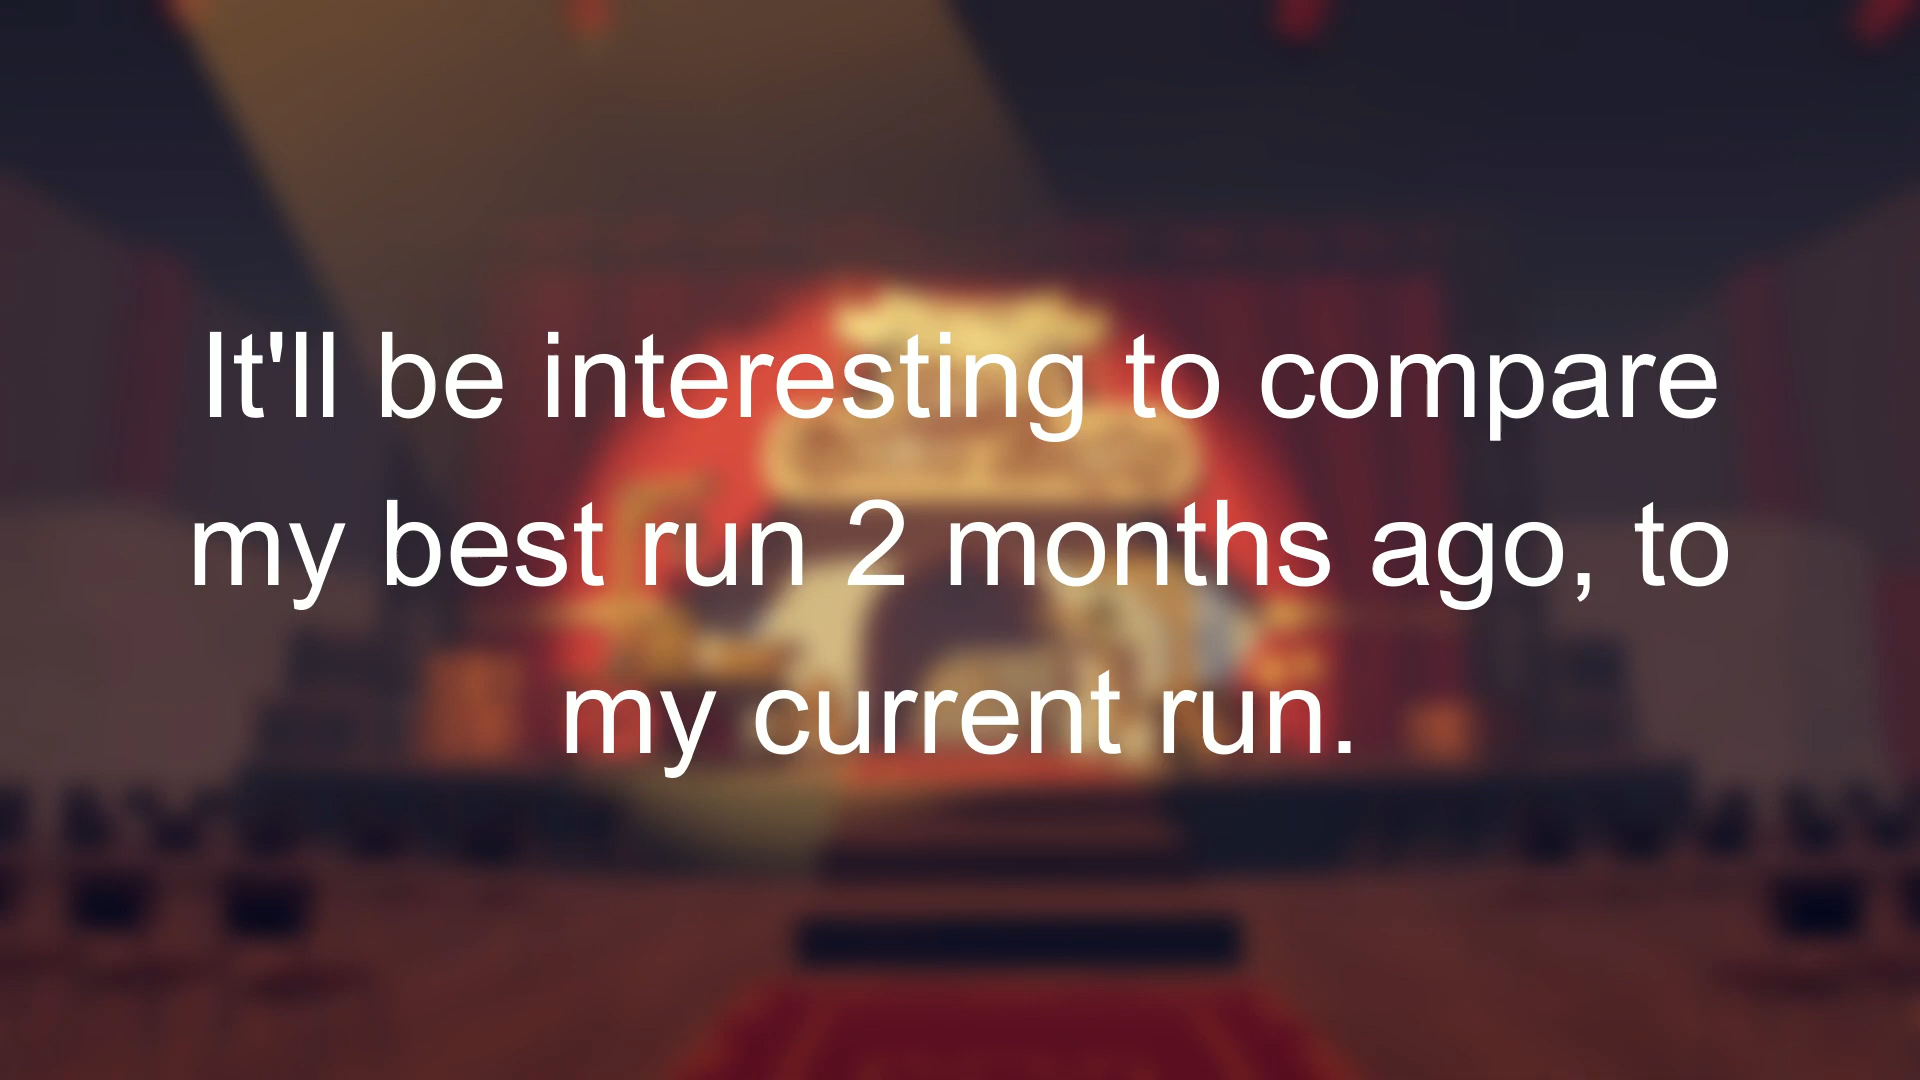 It'll be interesting to compare
my best run 2 months ago, to
my current run.